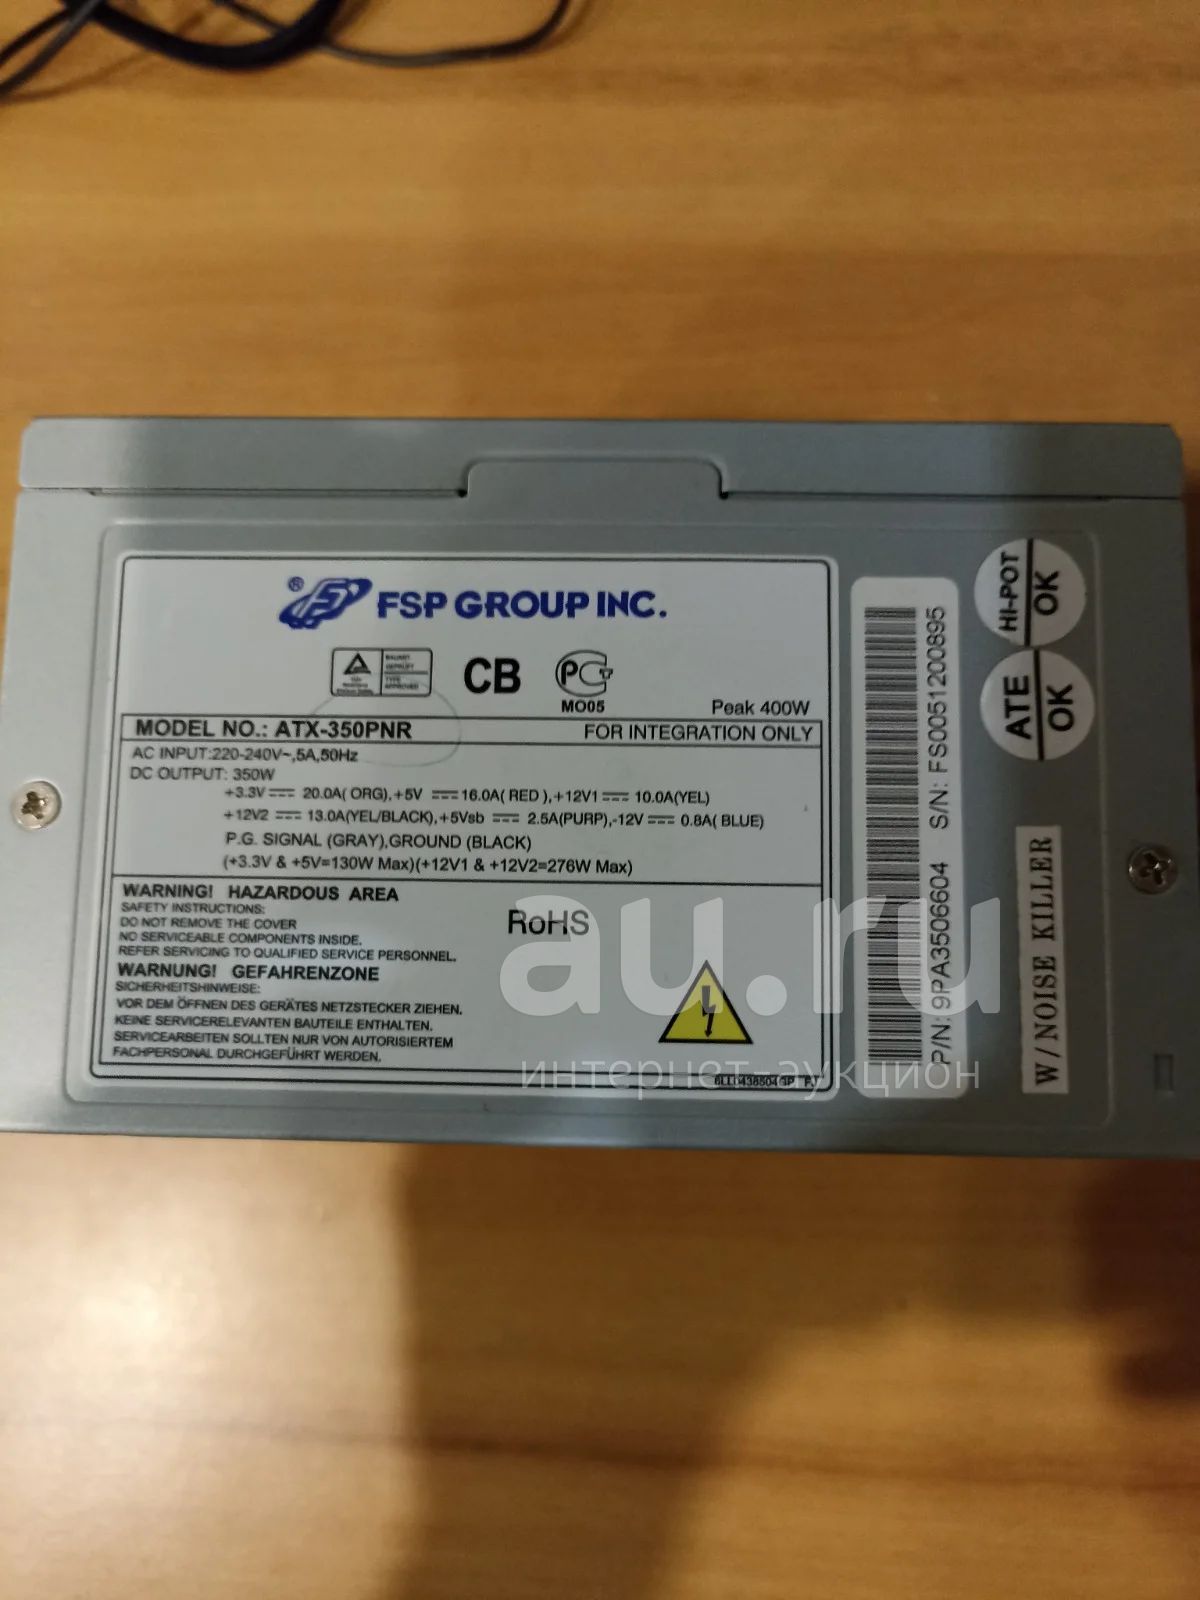 ® FSP GROUP INC.
BAUART GEPRÜFT
TYPE APPROVED
CB
PC
MO05
Peak 400W
MODEL NO.: ATX-350PNR
FOR INTEGRATION ONLY
AC INPUT:220-240V~,5A,50Hz
DC OUTPUT: 350W
+3.3V ⎓ 20.0A( ORG),+5V ⎓16.0A( RED ),+12V1 ⎓ 10.0A(YEL)
+12V2 ⎓ 13.0A(YEL/BLACK),+5Vsb ⎓ 2.5A(PURP),-12V ⎓ 0.8A( BLUE)
P.G. SIGNAL (GRAY),GROUND (BLACK)
(+3.3V & +5V=130W Max)(+12V1 & +12V2=276W Max)
WARNING! HAZARDOUS AREA
SAFETY INSTRUCTIONS:
DO NOT REMOVE THE COVER
NO SERVICEABLE COMPONENTS INSIDE.
REFER SERVICING TO QUALIFIED SERVICE PERSONNEL.
WARNUNG! GEFAHRENZONE
SICHERHEITSHINWEISE:
VOR DEM ÖFFNEN DES GERÄTES NETZSTECKER ZIEHEN.
KEINE SERVICERELEVANTEN BAUTEILE ENTHALTEN.
SERVICEARBEITEN SOLLTEN NUR VON AUTORISIERTEM
FACHPERSONAL DURCHGEFÜHRT WERDEN.
RoHS
P/N: 9PA3506604 S/N: FS0051200895
HI-POT OK
ATE OK
W/NOISE KILLER
au.ru
интернет-аукцион